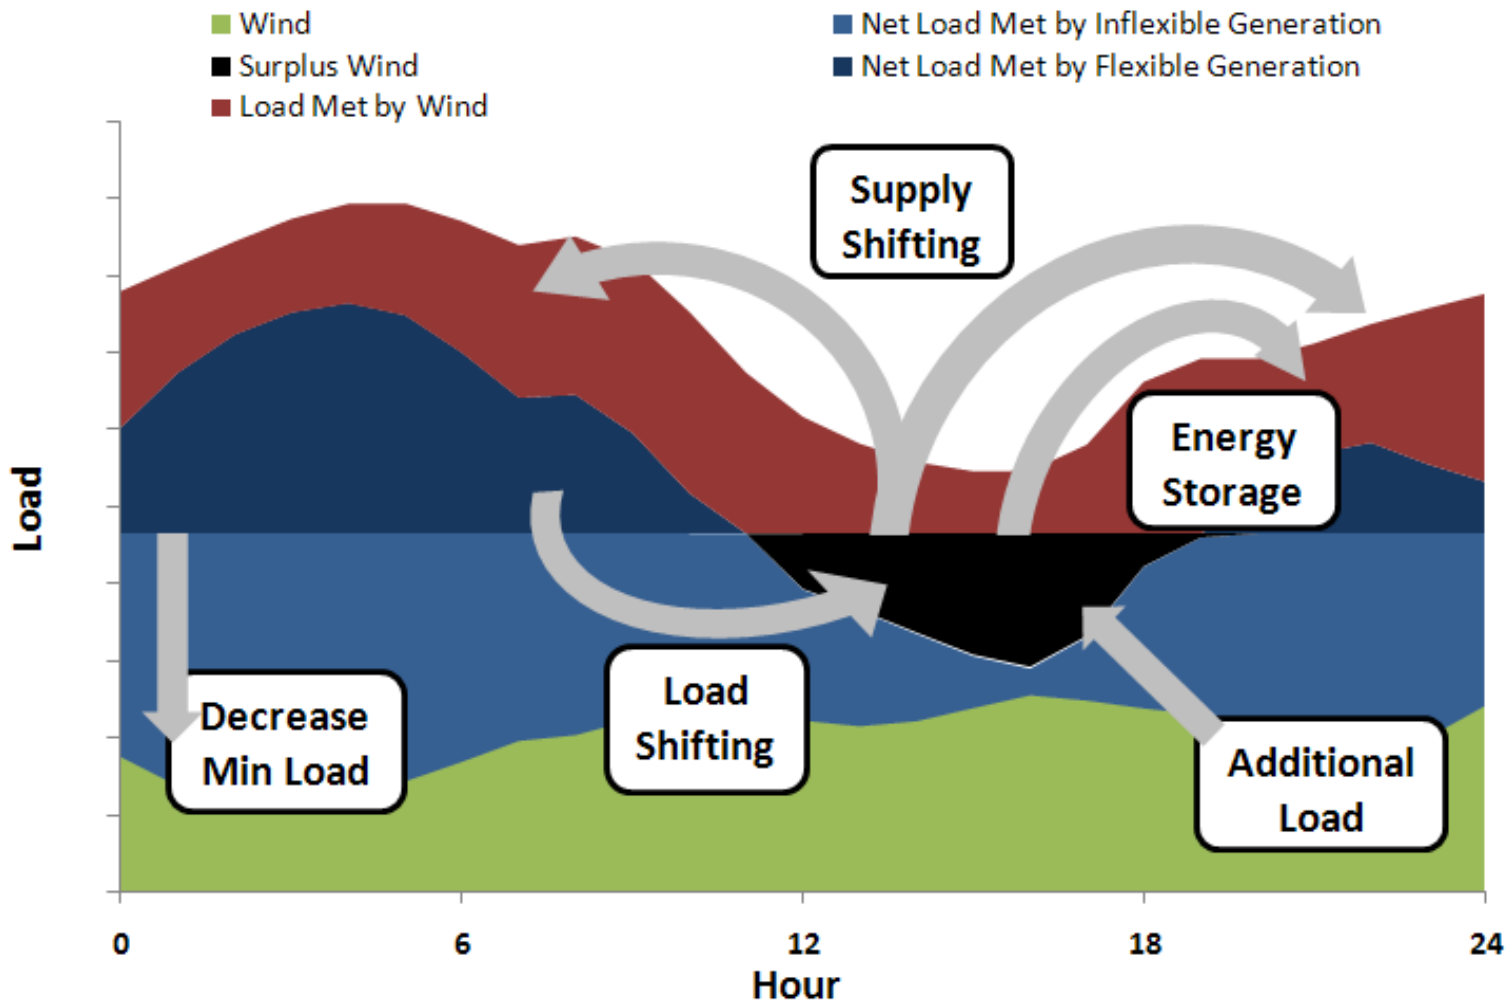 Wind
Surplus Wind
Load Met by Wind
Net Load Met by Inflexible Generation
Net Load Met by Flexible Generation
Supply
Shifting
Energy
Storage
Load
Load
Shifting
Decrease
Min Load
Additional
Load
0
6
12
18
24
Hour